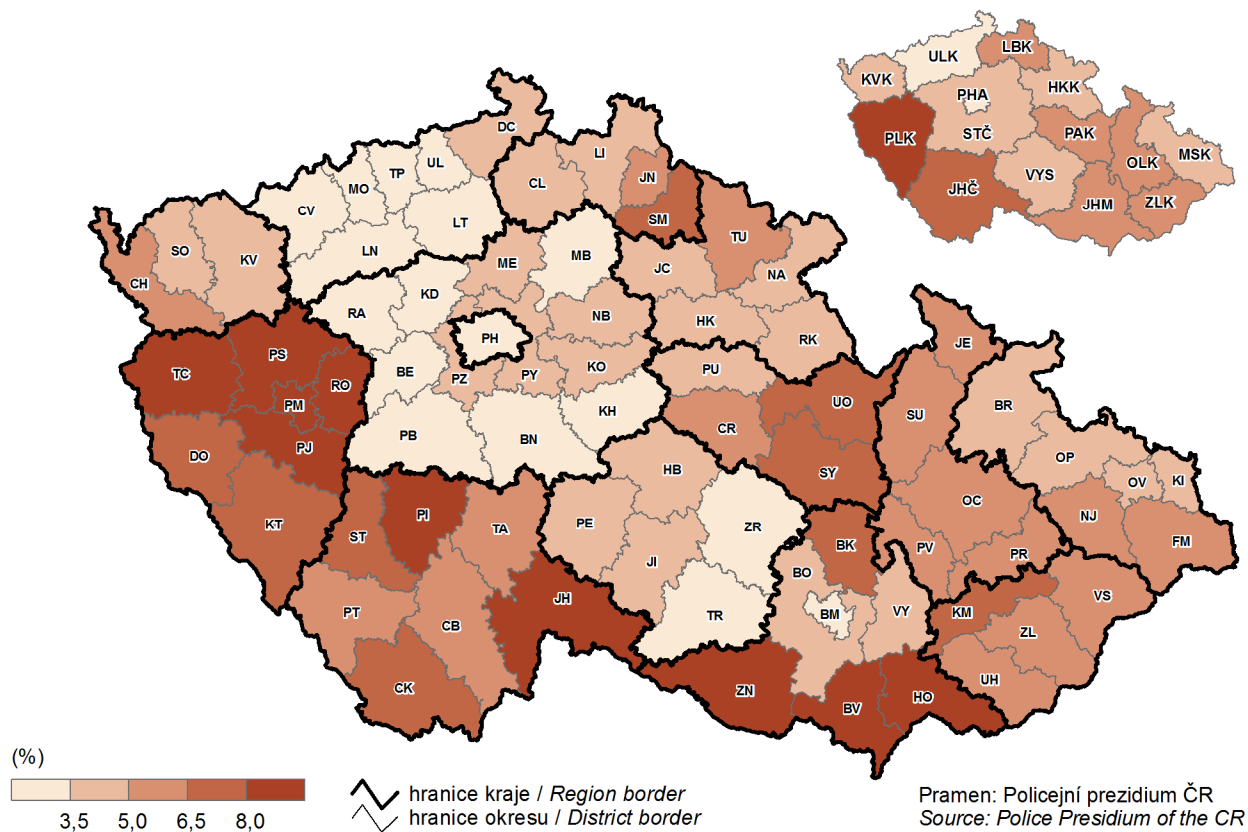 ULK
LBK
KVK
HKK
PHA
STČ
PLK
PAK
OLK
MSK
VYS
JHČ
JHM
ZLK
DC
UL
TP
MO
CV
LT
LN
CL
LI
JN
SM
SO
KV
CH
TU
JC
NA
HK
RK
MB
ME
KD
RA
NB
PH
BE
PZ
PY
KO
KH
PB
BN
TC
PS
RO
PM
PJ
DO
KT
PU
UO
CR
SY
JE
SU
BR
OP
OV
KI
OC
NJ
FM
PV
PR
HB
PE
ZR
JI
TR
ST
PI
TA
PT
CB
JH
CK
BK
BO
BM
VY
KM
VS
ZL
UH
ZN
BV
HO
(%)
3,5 5,0 6,5 8,0
hranice kraje / Region border
hranice okresu / District border
Pramen: Policejní prezidium ČR
Source: Police Presidium of the CR